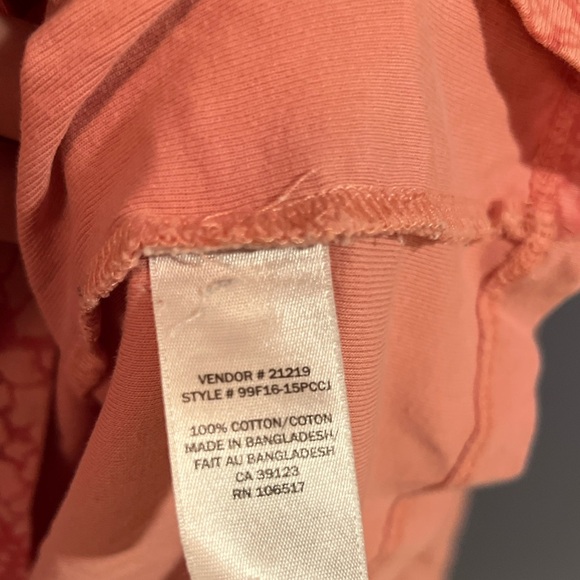 VENDOR # 21219
STYLE # 99F16-15PCCJ
100% COTTON/COTON
MADE IN BANGLADESH/
FAIT AU BANGLADESH
CA 39123
RN 106517